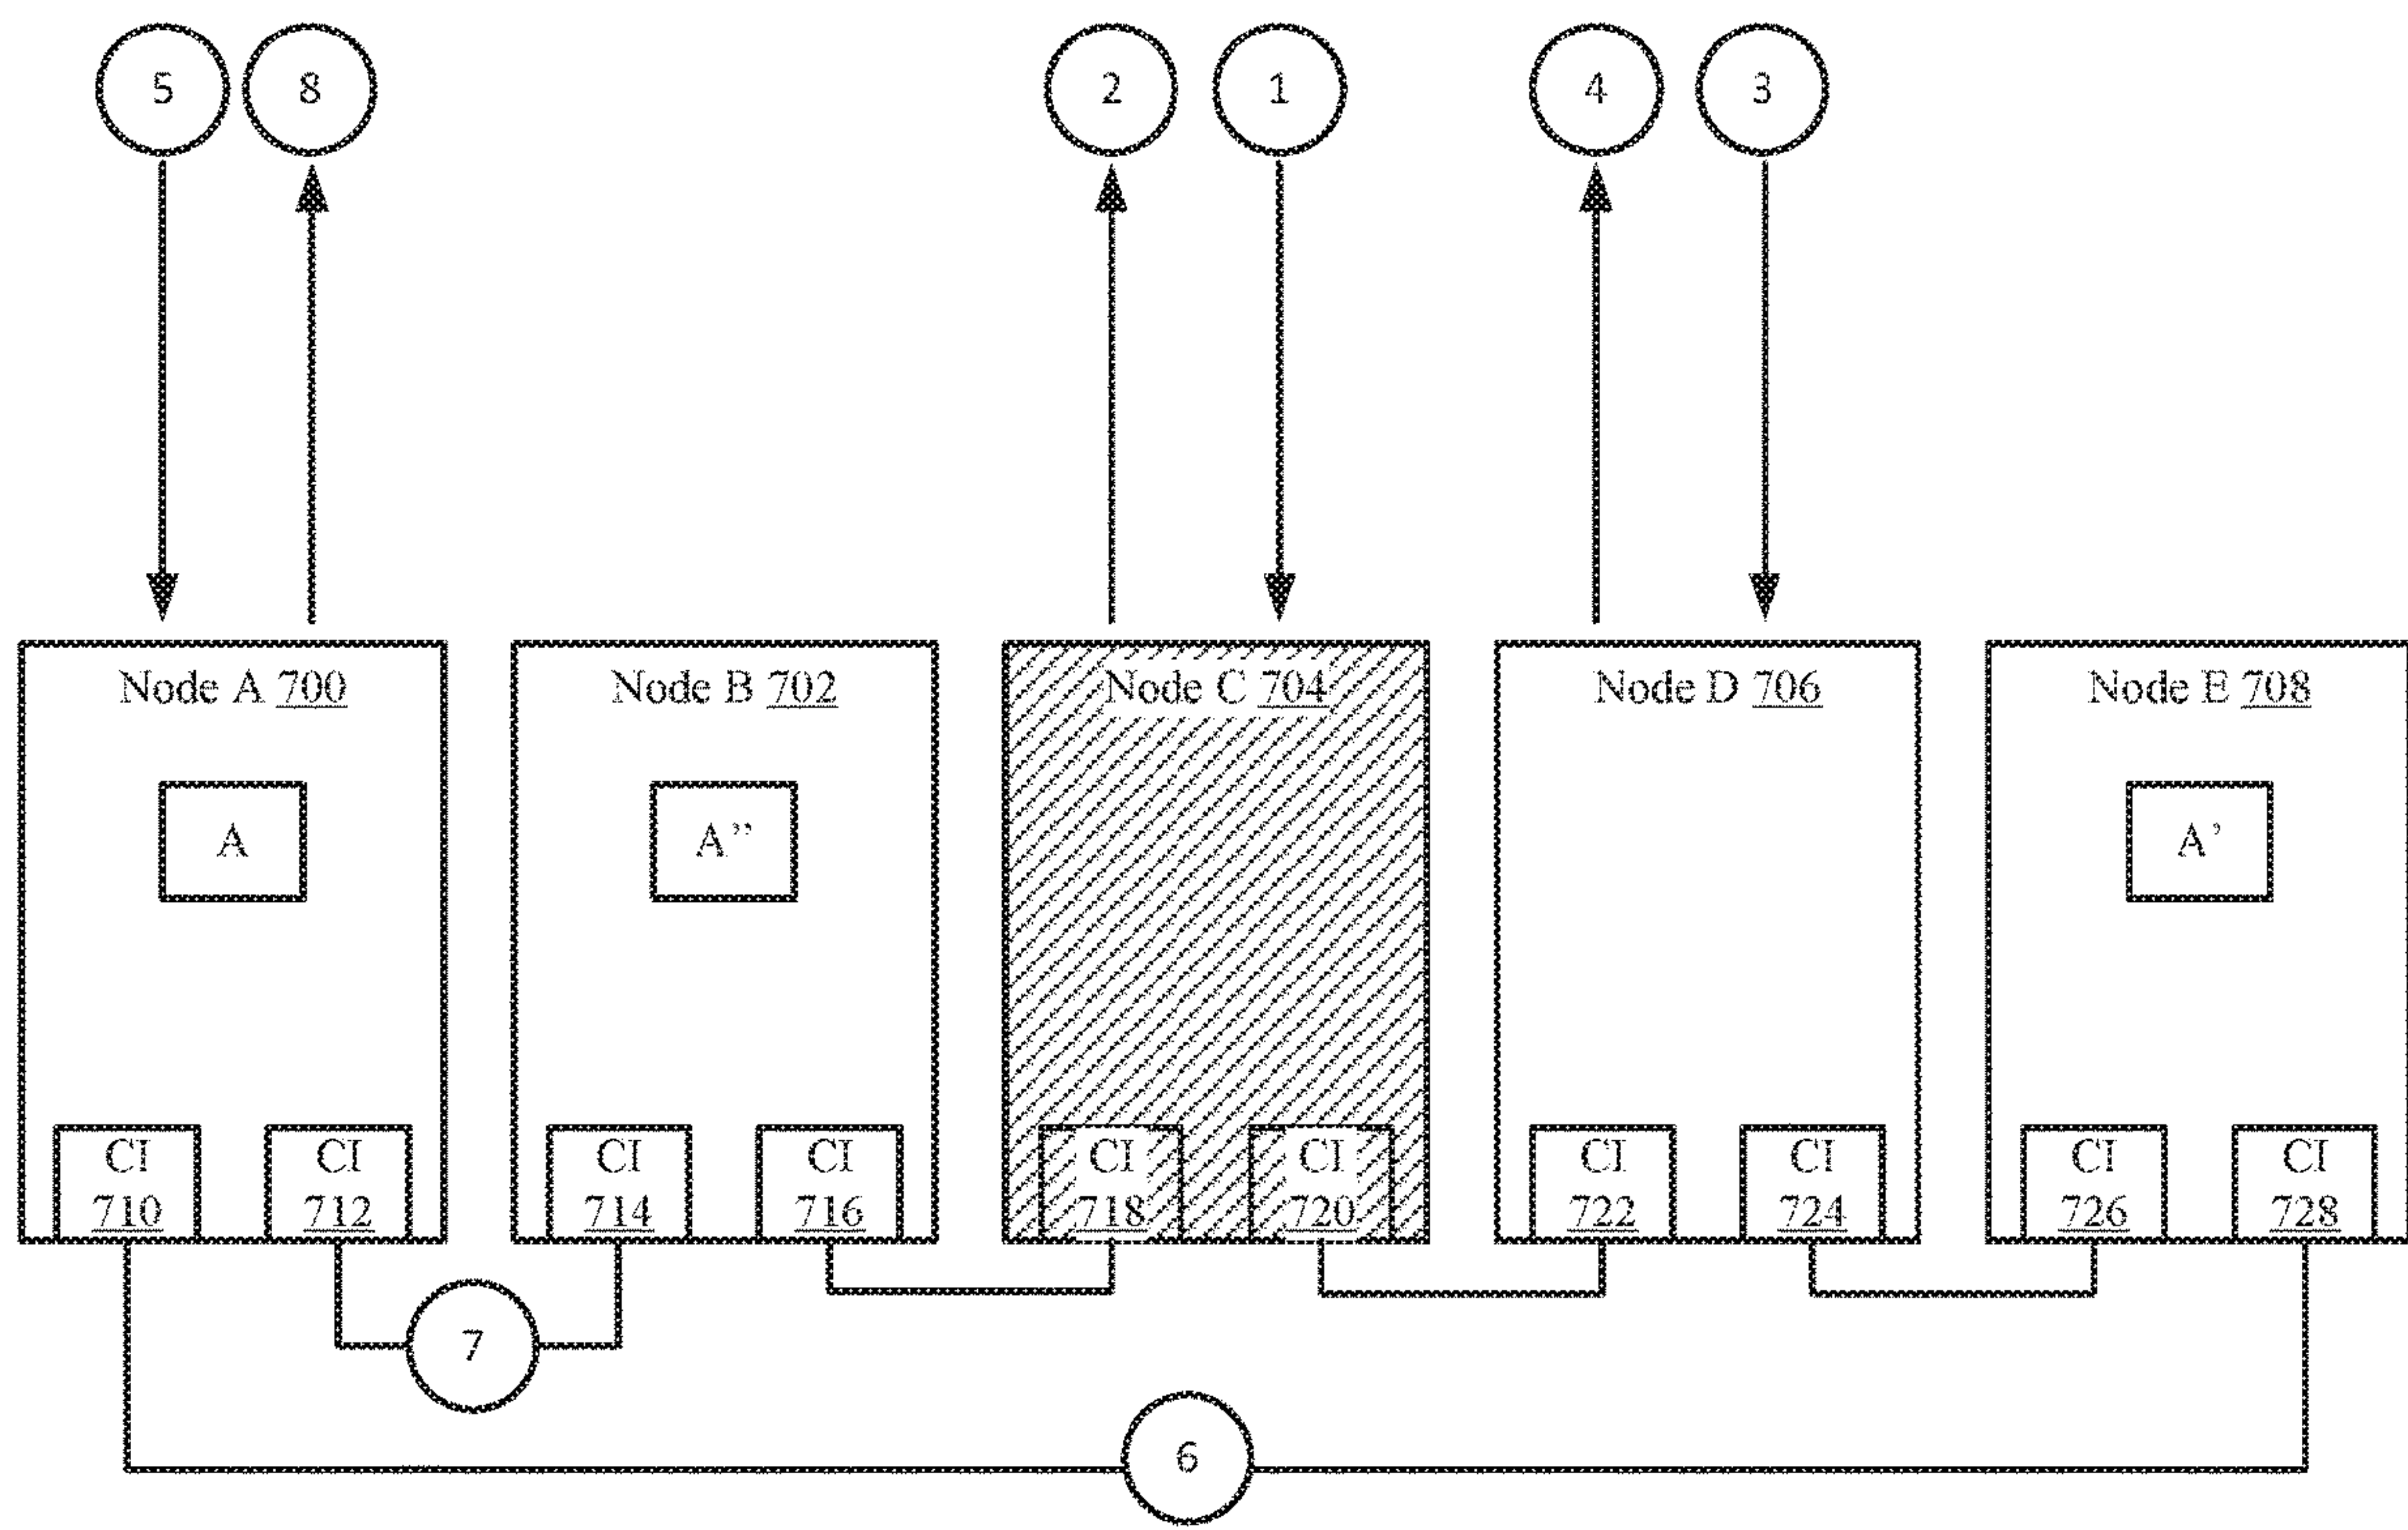 5 8 2 1 4 3
Node A 700 Node B 702 Node C 704 Node D 706 Node E 708
A A’’ A’
CI CI CI CI CI CI CI CI CI CI
710 712 714 716 718 720 722 724 726 728
7
6